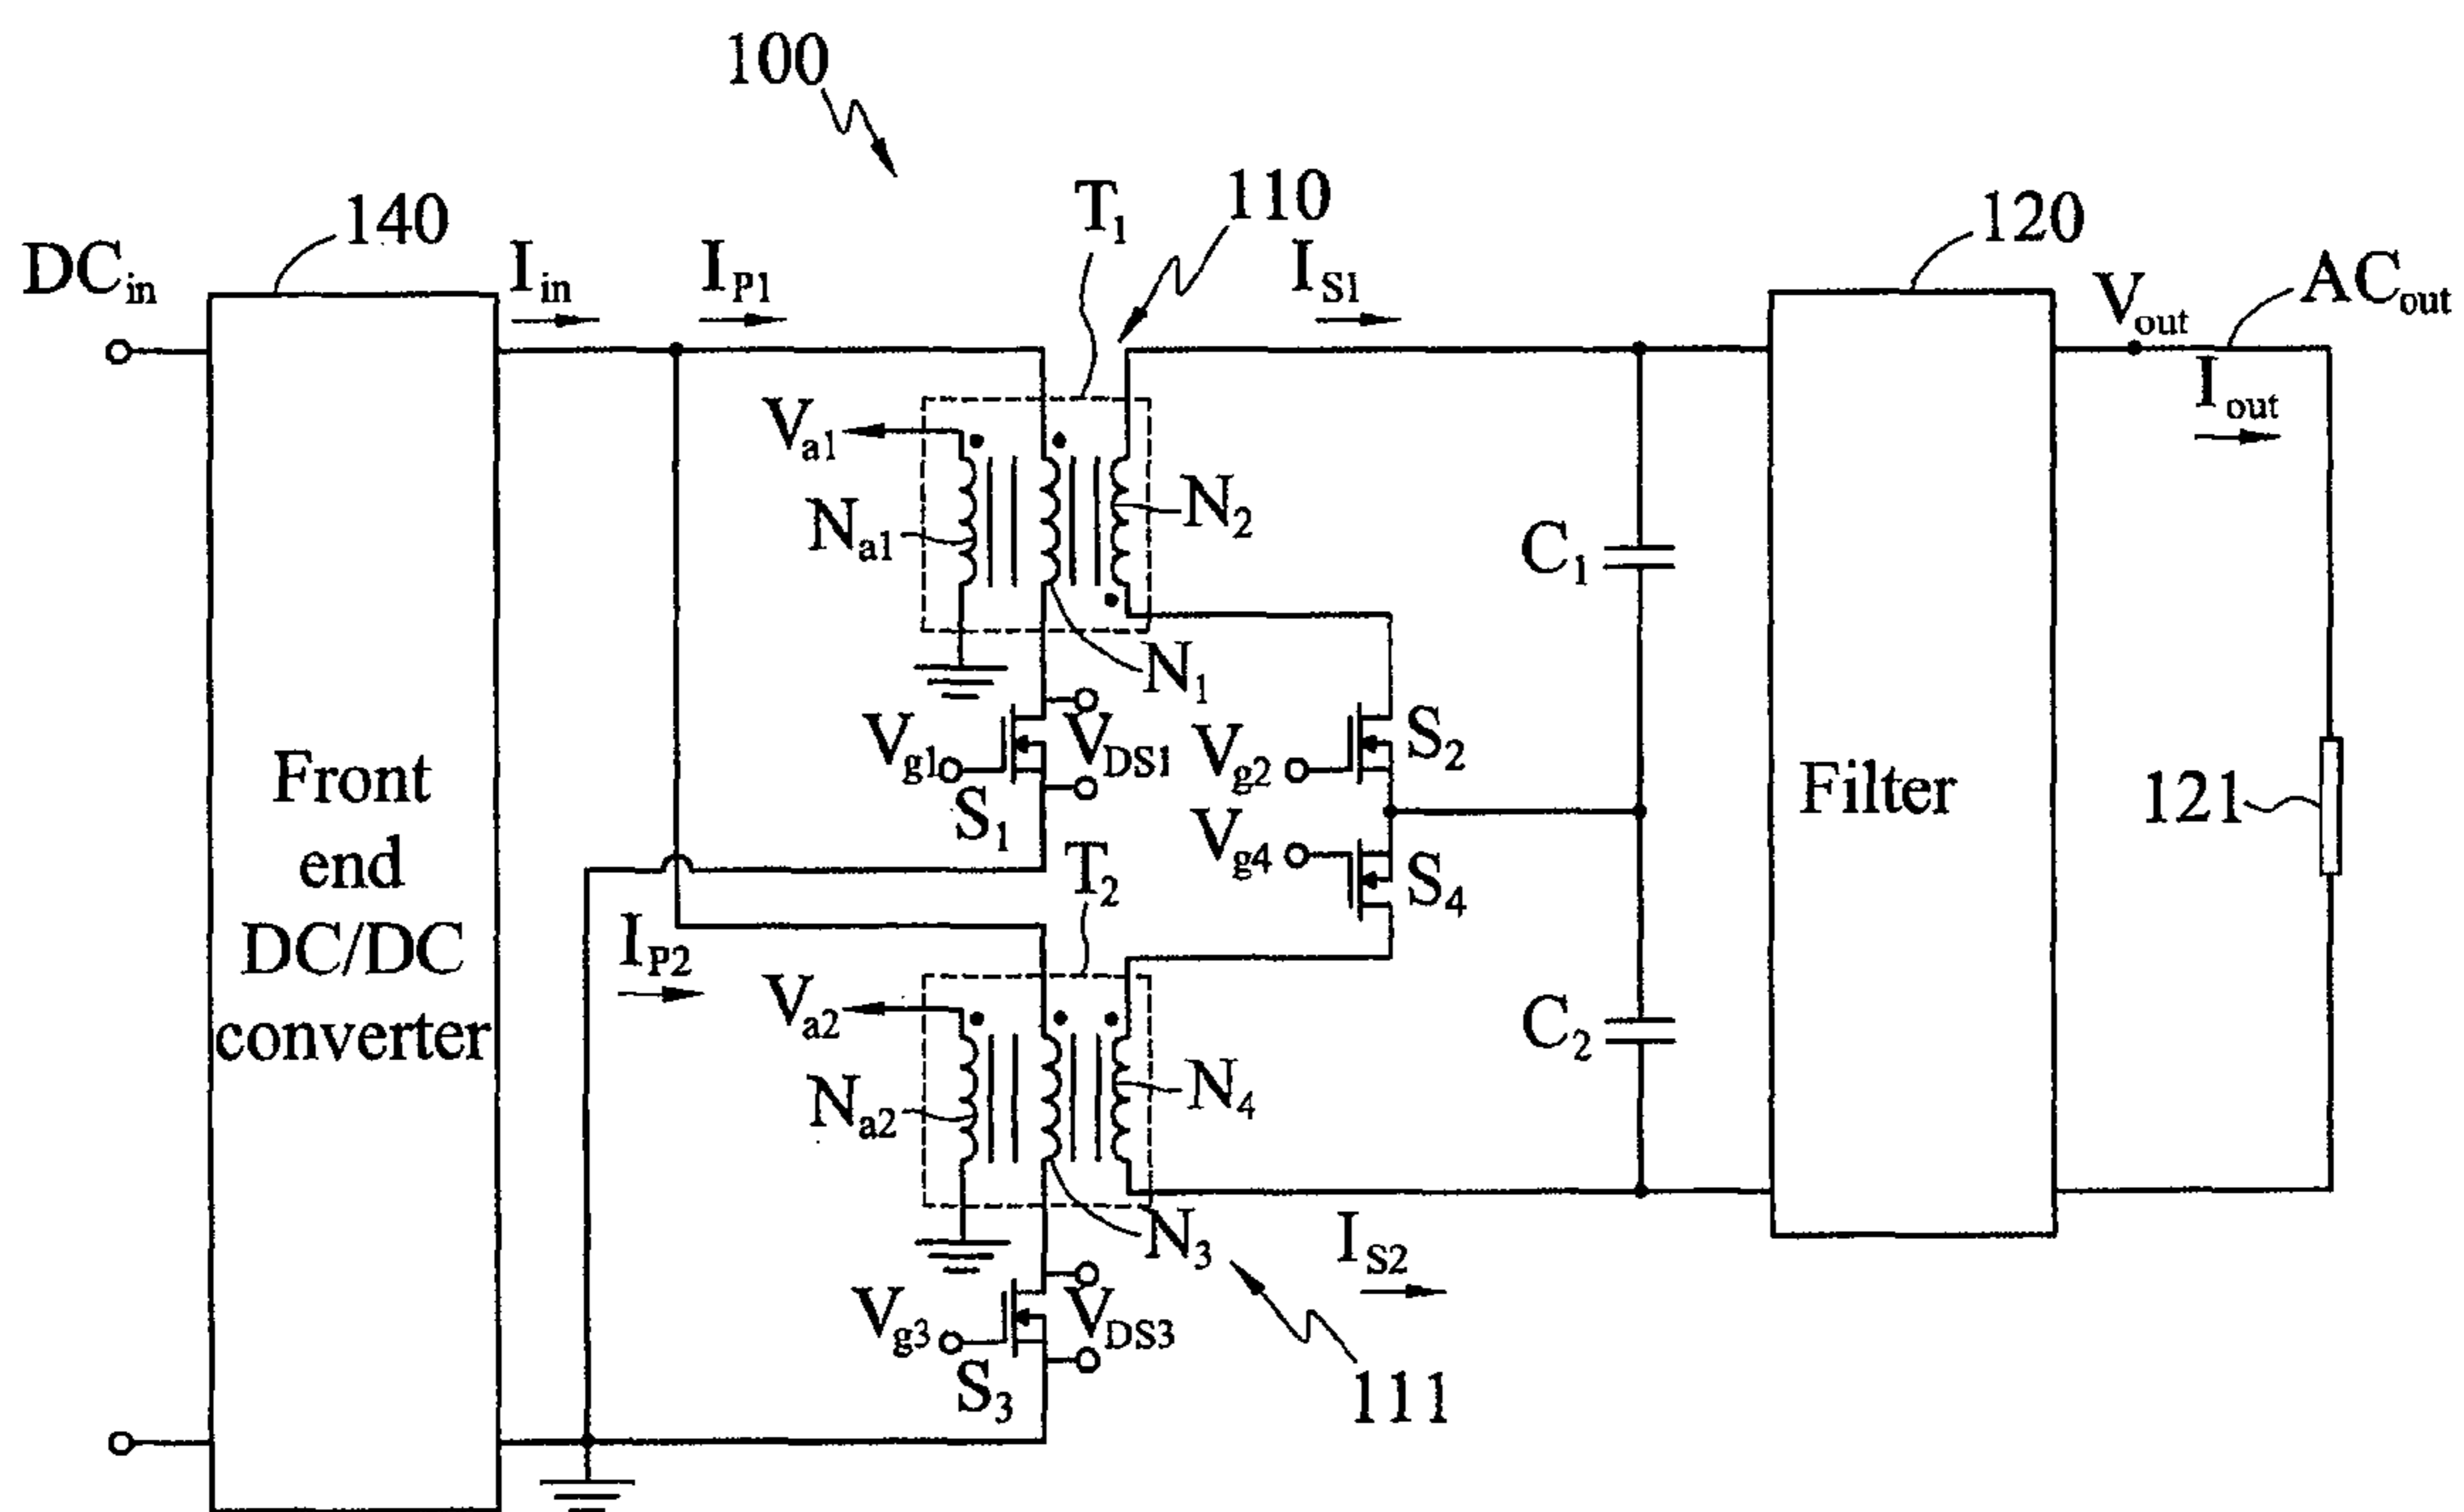 100
140
DCin
Iin
IP1
T1
110
IS1
120
Vout
ACout
Iout
Va1
Na1
N2
C1
N1
Vg1
VDS1
S1
Vg2
S2
Vg4
S4
Front
end
DC/DC
converter
Filter
121
T2
IP2
Va2
Na2
N4
C2
N3
IS2
Vg3
VDS3
S3
111